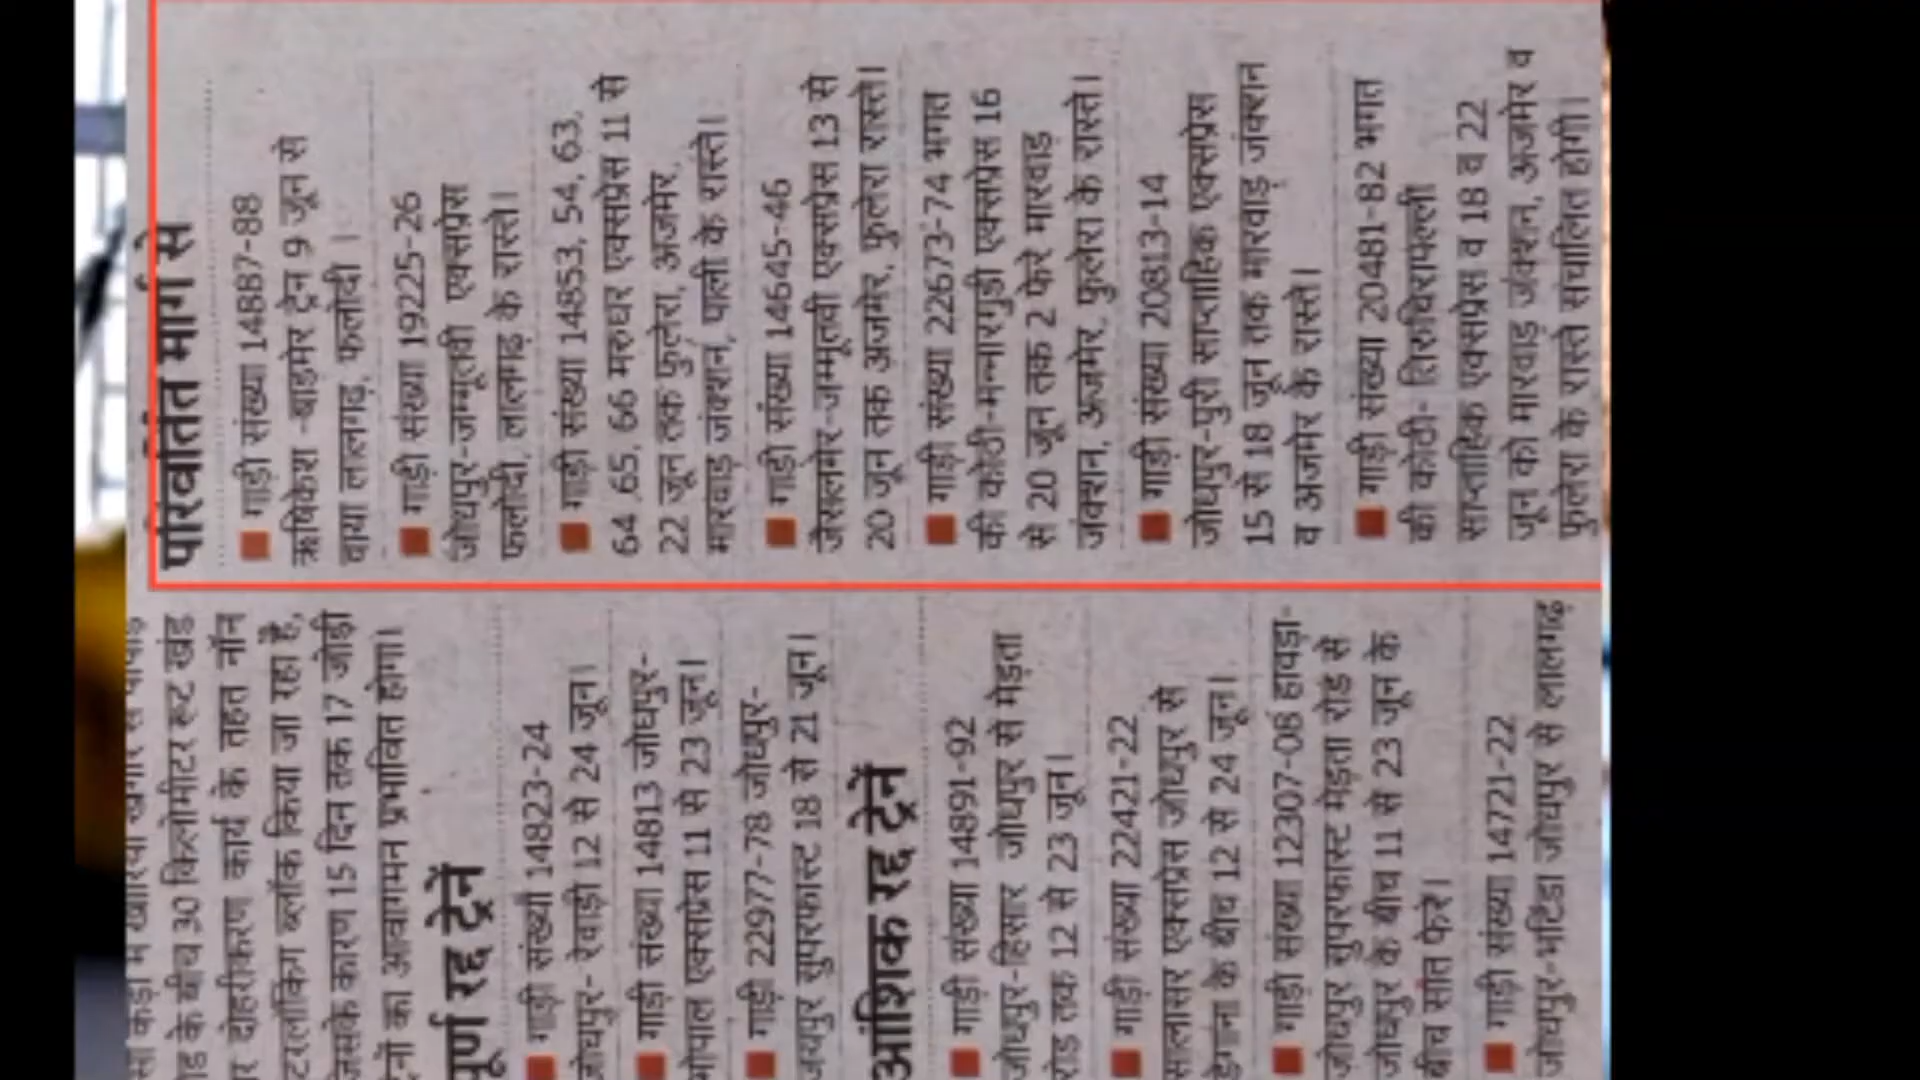 परिवर्तित मार्ग से
गाड़ी संख्या 14887-88
ऋषिकेश -बाड़मेर ट्रेन 9 जून से
वाया लालगढ़, फलोदी ।
गाड़ी संख्या 19225-26
जोधपुर-जम्मूतवी एक्सप्रेस
फलोदी, लालगढ़ के रास्ते।
गाड़ी संख्या 14853, 54, 63,
64 ,65, 66 मरुधर एक्सप्रेस 11 से
22 जून तक फुलेरा, अजमेर,
मारवाड़ जंक्शन, पाली के रास्ते।
गाडी संख्या 14645-46
जैसलमेर-जम्मूतवी एक्सप्रेस 13 से
20 जून तक अजमेर, फुलेरा रास्ते।
गाड़ी संख्या 22673-74 भगत
की कोठी-मन्नारगुडी एक्सप्रेस 16
से 20 जून तक 2 फेरे मारवाड़
जंक्शन, अजमेर, फुलेरा के रास्ते।
गाड़ी संख्या 20813-14
जोधपुर-पुरी साप्ताहिक एक्सप्रेस
15 से 18 जून तक मारवाड़ जंक्शन
व अजमेर के रास्ते।
गाड़ी संख्या 20481-82 भगत
की कोठी- तिरुचिरापल्ली
साप्ताहिक एक्सप्रेस व 18 व 22
जून को मारवाड़ जंक्शन, अजमेर व
फुलेरा के रास्ते संचालित होगी।
के बीच 30 किलोमीटर रूट खंड
दोहरीकरण कार्य के तहत नॉन
ब्लॉक किया जा रहा है,
जिसके कारण 15 दिन तक 17 जोड़ी
का आवागमन प्रभावित होगा।
पूर्ण रद्द ट्रेनें
गाड़ी संख्या 14823-24
जोधपुर- रेवाड़ी 12 से 24 जून।
गाड़ी संख्या 14813 जोधपुर-
भोपाल एक्सप्रेस 11 से 23 जून।
गाड़ी 22977-78 जोधपुर-
जयपुर सुपरफास्ट 18 से 21 जून।
आंशिक रद्द ट्रेनें
गाड़ी संख्या 14891-92
जोधपुर-हिसार जोधपुर से मेड़ता
रोड तक 12 से 23 जून।
गाड़ी संख्या 22421-22
सालासर एक्सप्रेस जोधपुर से
डेगाना के बीच 12 से 24 जून।
गाड़ी संख्या 12307-08 हावड़ा-
जोधपुर सुपरफास्ट मेड़ता रोड से
जोधपुर के बीच 11 से 23 जून के
बीच सात फेरे।
गाड़ी संख्या 14721-22
जोधपुर-भटिंडा जोधपुर से लालगढ़